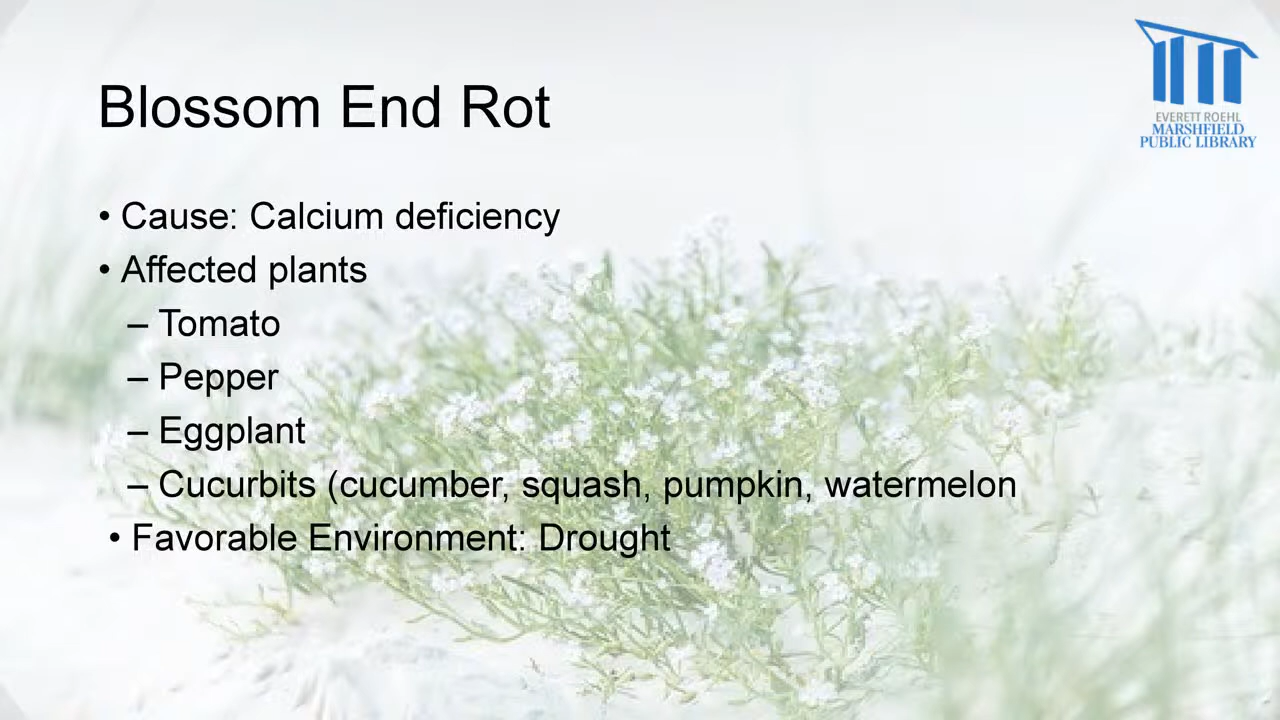 EVERETT ROEHL
MARSHFIELD
PUBLIC LIBRARY
Blossom End Rot
• Cause: Calcium deficiency
• Affected plants
– Tomato
– Pepper
– Eggplant
– Cucurbits (cucumber, squash, pumpkin, watermelon
• Favorable Environment: Drought